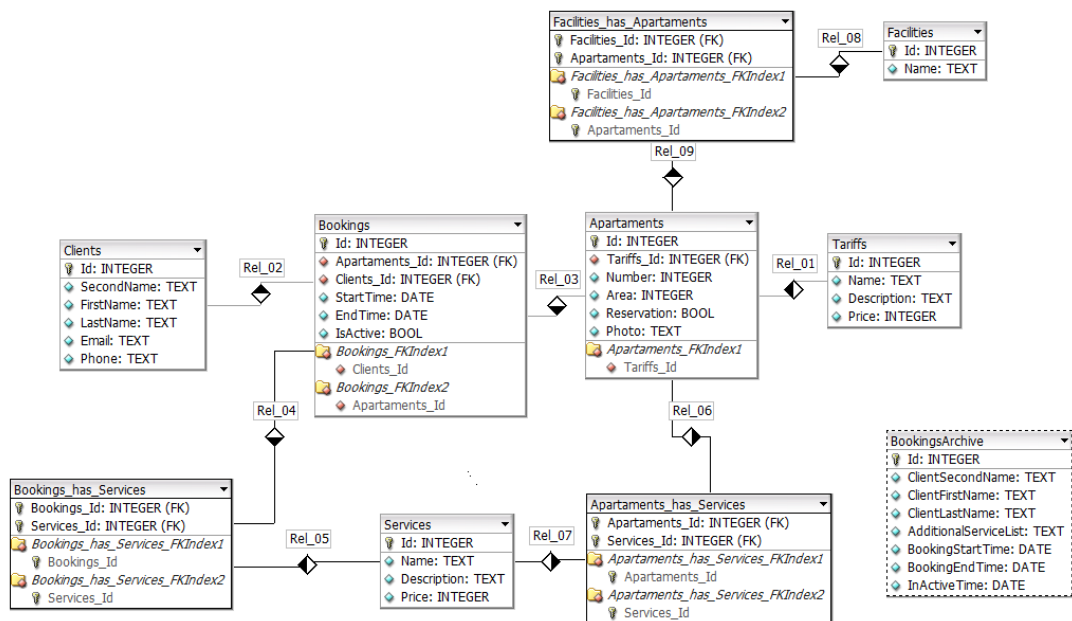 Facilities_has_Apartaments
Facilities_Id: INTEGER (FK)
Apartaments_Id: INTEGER (FK)
Facilities_has_Apartaments_FKIndex1
Facilities_Id
Facilities_has_Apartaments_FKIndex2
Apartaments_Id
Rel_08
Facilities
Id: INTEGER
Name: TEXT
Rel_09
Clients
Id: INTEGER
SecondName: TEXT
FirstName: TEXT
LastName: TEXT
Email: TEXT
Phone: TEXT
Rel_02
Bookings
Id: INTEGER
Apartaments_Id: INTEGER (FK)
Clients_Id: INTEGER (FK)
StartTime: DATE
EndTime: DATE
IsActive: BOOL
Bookings_FKIndex1
Clients_Id
Bookings_FKIndex2
Apartaments_Id
Rel_03
Apartaments
Id: INTEGER
Tariffs_Id: INTEGER (FK)
Number: INTEGER
Area: INTEGER
Reservation: BOOL
Photo: TEXT
Apartaments_FKIndex1
Tariffs_Id
Rel_01
Tariffs
Id: INTEGER
Name: TEXT
Description: TEXT
Price: INTEGER
Rel_04
Rel_06
Bookings_has_Services
Bookings_Id: INTEGER (FK)
Services_Id: INTEGER (FK)
Bookings_has_Services_FKIndex1
Bookings_Id
Bookings_has_Services_FKIndex2
Services_Id
Rel_05
Services
Id: INTEGER
Name: TEXT
Description: TEXT
Price: INTEGER
Rel_07
Apartaments_has_Services
Apartaments_Id: INTEGER (FK)
Services_Id: INTEGER (FK)
Apartaments_has_Services_FKIndex1
Apartaments_Id
Apartaments_has_Services_FKIndex2
Services_Id
BookingsArchive
Id: INTEGER
ClientSecondName: TEXT
ClientFirstName: TEXT
ClientLastName: TEXT
AdditionalServiceList: TEXT
BookingStartTime: DATE
BookingEndTime: DATE
InActiveTime: DATE